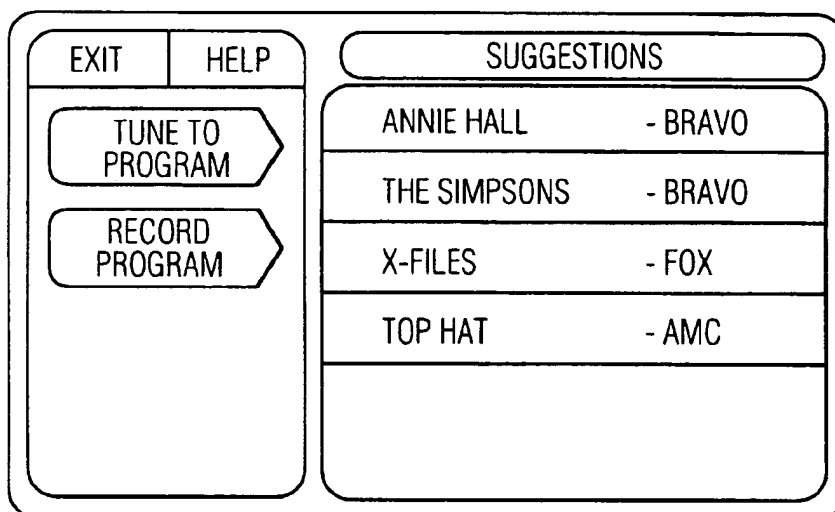 EXIT HELP
TUNE TO
PROGRAM
RECORD
PROGRAM
SUGGESTIONS
ANNIE HALL - BRAVO
THE SIMPSONS - BRAVO
X-FILES - FOX
TOP HAT - AMC